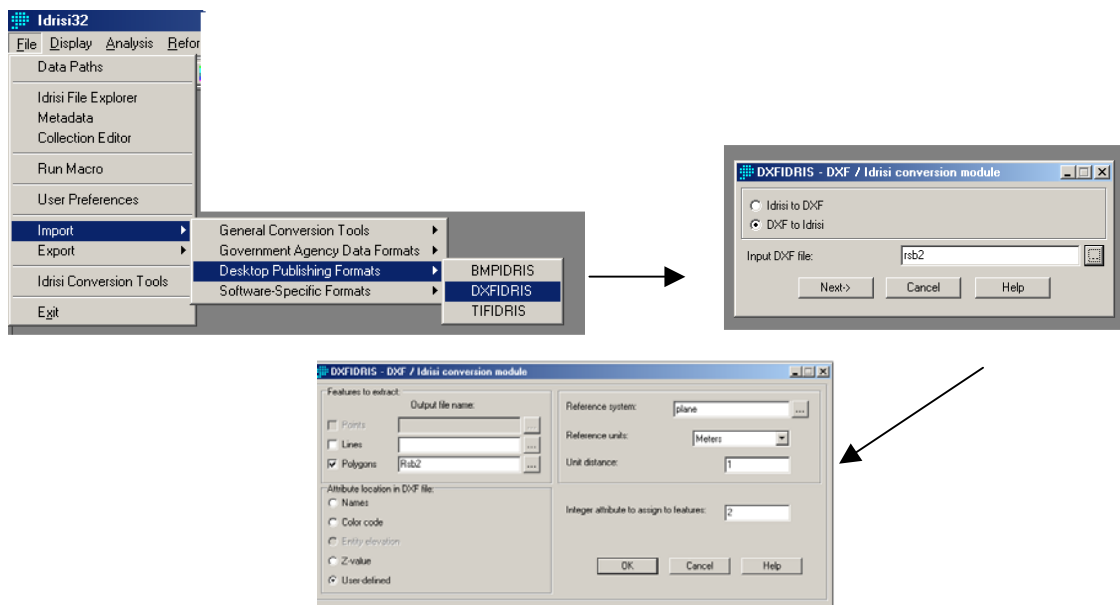 Idrisi32
File Display Analysis Refor
Data Paths
Idrisi File Explorer
Metadata
Collection Editor
Run Macro
User Preferences
Import
Export
Idrisi Conversion Tools
Exit
General Conversion Tools
Government Agency Data Formats
Desktop Publishing Formats
Software-Specific Formats
BMPIDRIS
DXFIDRIS
TIFIDRIS
DXFIDRIS - DXF / Idrisi conversion module
Idrisi to DXF
DXF to Idrisi
Input DXF file: rsb2 ...
Next-> Cancel Help
DXFIDRIS - DXF / Idrisi conversion module
Features to extract:
Output file name:
Points ...
Lines ...
Polygons Rsb2 ...
Attribute location in DXF file:
Names
Color code
Entity elevation
Z-value
User-defined
Reference system: plane ...
Reference units: Meters
Unit distance: 1
Integer attribute to assign to features: 2
OK Cancel Help